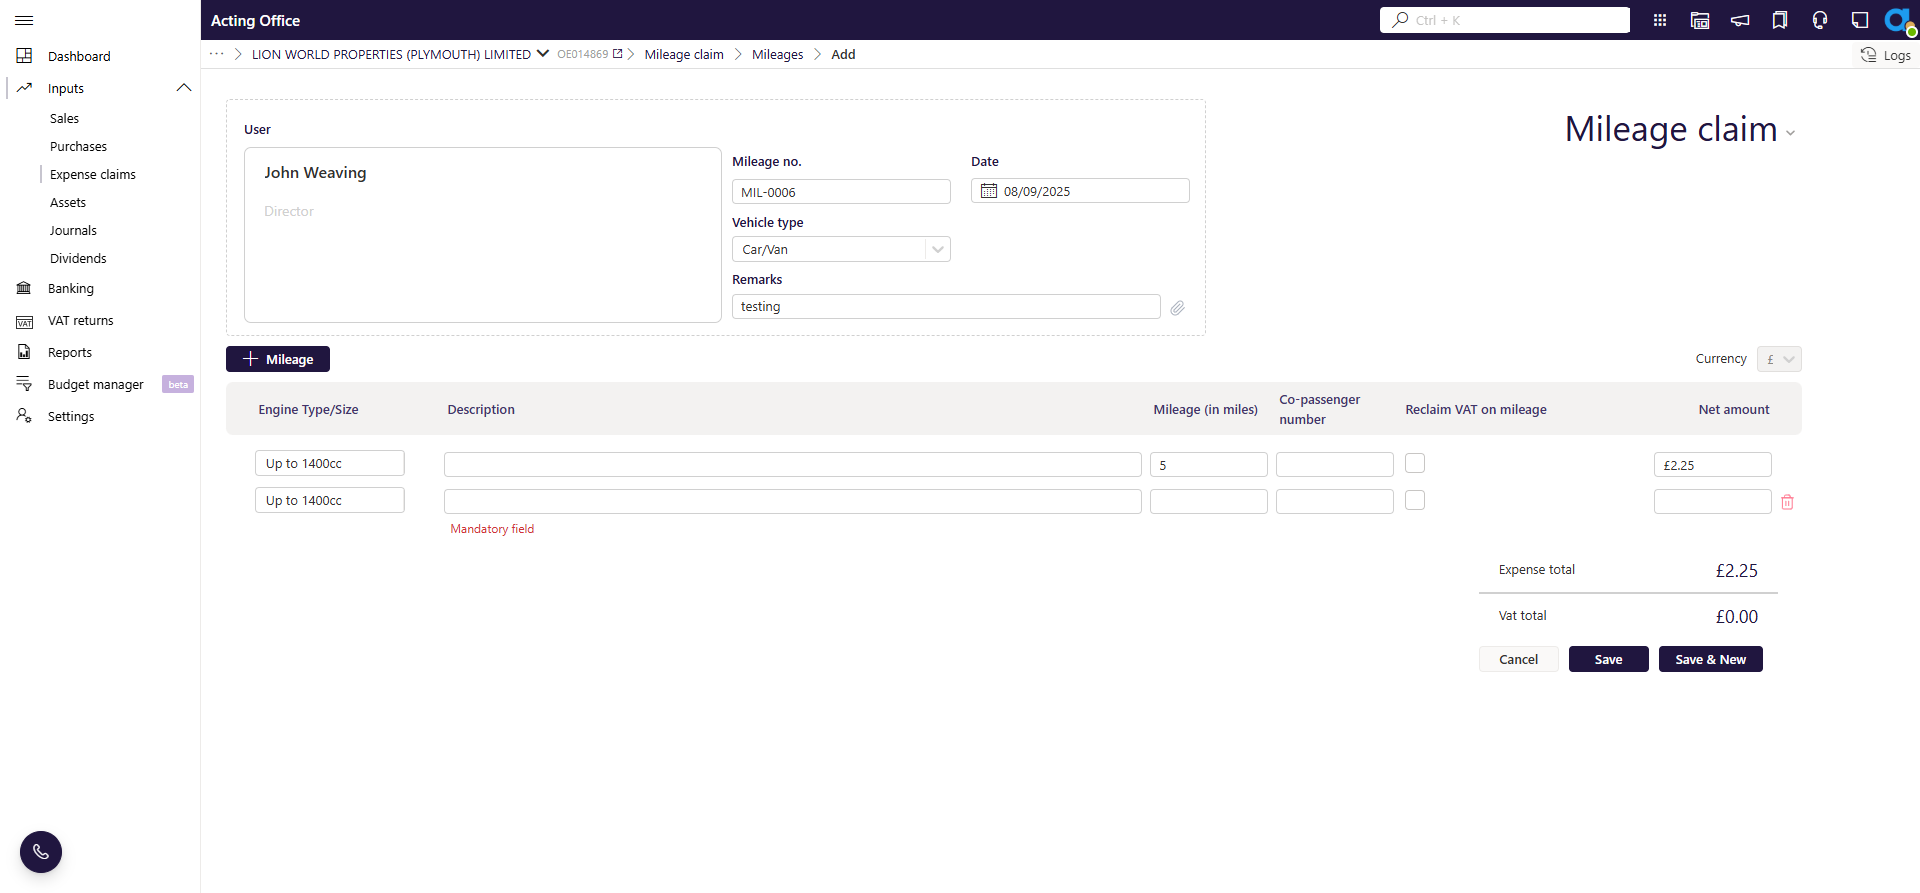 Acting Office
Ctrl + K
Dashboard
Inputs
Sales
Purchases
Expense claims
Assets
Journals
Dividends
Banking
VAT
VAT returns
Reports
Budget manager beta
Settings
··· LION WORLD PROPERTIES (PLYMOUTH) LIMITED OE014869 Mileage claim Mileages Add
Logs
User
John Weaving
Director
Mileage no.
Date
MIL-0006
08/09/2025
Vehicle type
Car/Van
Remarks
testing
Mileage claim
Mileage
Currency £
Engine Type/Size Description Mileage (in miles) Co-passenger number Reclaim VAT on mileage Net amount
Up to 1400cc 5 £2.25
Up to 1400cc
Mandatory field
Expense total £2.25
Vat total £0.00
Cancel Save Save & New